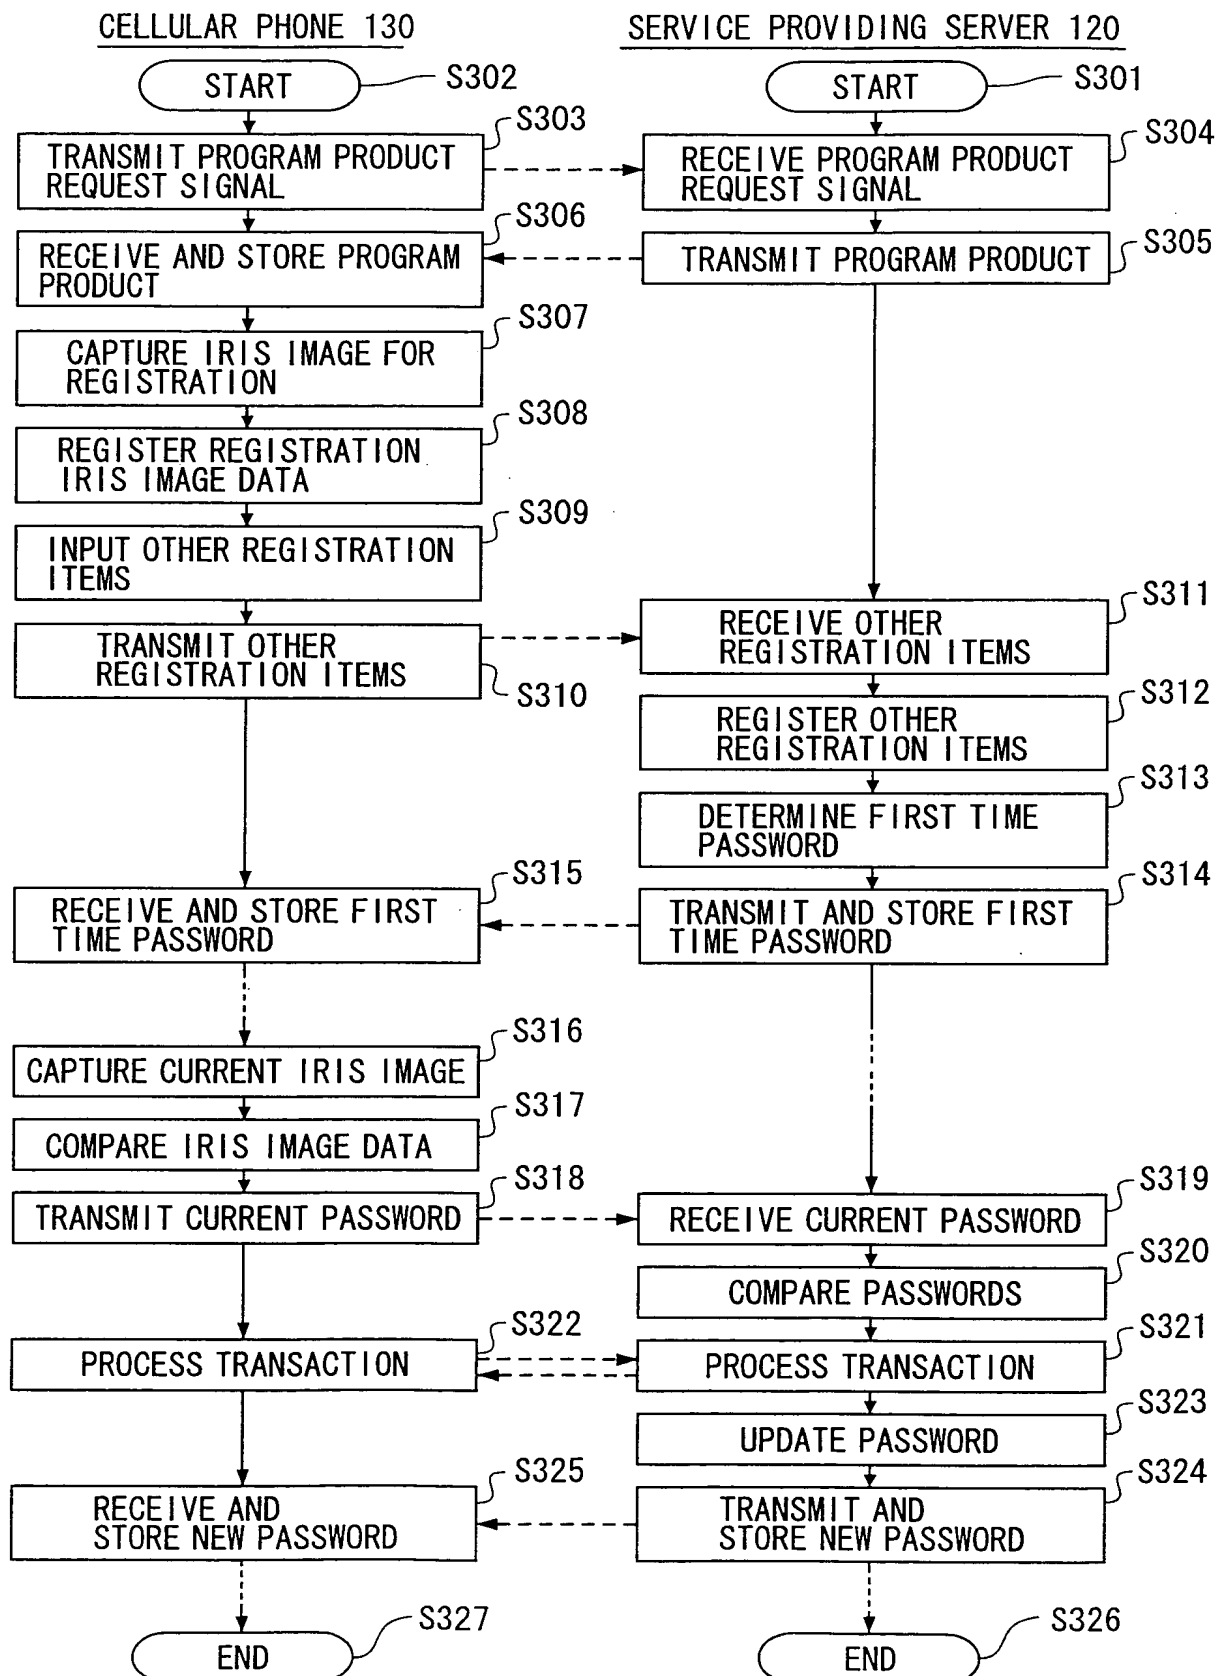 CELLULAR PHONE 130
SERVICE PROVIDING SERVER 120
START
S302
START
S301
TRANSMIT PROGRAM PRODUCT
REQUEST SIGNAL
S303
RECEIVE PROGRAM PRODUCT
REQUEST SIGNAL
S304
RECEIVE AND STORE PROGRAM
PRODUCT
S306
TRANSMIT PROGRAM PRODUCT
S305
CAPTURE IRIS IMAGE FOR
REGISTRATION
S307
REGISTER REGISTRATION
IRIS IMAGE DATA
S308
INPUT OTHER REGISTRATION
ITEMS
S309
TRANSMIT OTHER
REGISTRATION ITEMS
S310
RECEIVE OTHER
REGISTRATION ITEMS
S311
REGISTER OTHER
REGISTRATION ITEMS
S312
DETERMINE FIRST TIME
PASSWORD
S313
RECEIVE AND STORE FIRST
TIME PASSWORD
S315
TRANSMIT AND STORE FIRST
TIME PASSWORD
S314
CAPTURE CURRENT IRIS IMAGE
S316
COMPARE IRIS IMAGE DATA
S317
TRANSMIT CURRENT PASSWORD
S318
RECEIVE CURRENT PASSWORD
S319
COMPARE PASSWORDS
S320
PROCESS TRANSACTION
S322
PROCESS TRANSACTION
S321
UPDATE PASSWORD
S323
RECEIVE AND
STORE NEW PASSWORD
S325
TRANSMIT AND
STORE NEW PASSWORD
S324
END
S327
END
S326